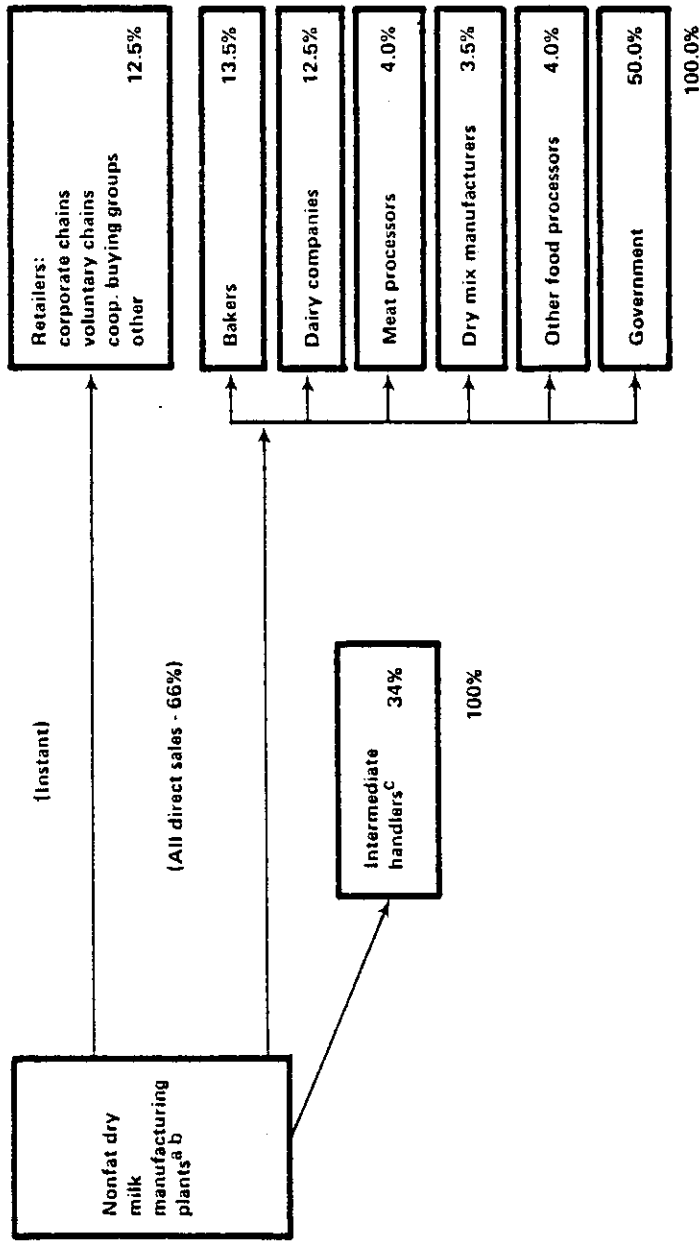 Nonfat dry
milk
manufacturing
plants^a b
(Instant)
(All direct sales - 66%)
Intermediate
handlers^c 34%
100%
Retailers:
corporate chains
voluntary chains
coop. buying groups
other 12.5%
Bakers 13.5%
Dairy companies 12.5%
Meat processors 4.0%
Dry mix manufacturers 3.5%
Other food processors 4.0%
Government 50.0%
100.0%